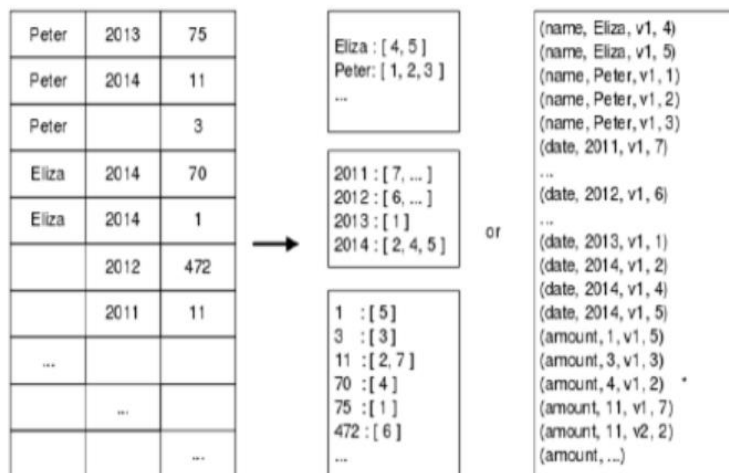 Peter 2013 75
Peter 2014 11
Peter 3
Eliza 2014 70
Eliza 2014 1
2012 472
2011 11
...
...
...
Eliza : [ 4, 5 ]
Peter: [ 1, 2, 3 ]
...
2011 : [ 7, ... ]
2012 : [ 6, ... ]
2013 : [ 1 ]
2014 : [ 2, 4, 5 ]
1 : [ 5 ]
3 : [ 3 ]
11 : [ 2, 7 ]
70 : [ 4 ]
75 : [ 1 ]
472 : [ 6 ]
...
or
(name, Eliza, v1, 4)
(name, Eliza, v1, 5)
(name, Peter, v1, 1)
(name, Peter, v1, 2)
(name, Peter, v1, 3)
(date, 2011, v1, 7)
...
(date, 2012, v1, 6)
...
(date, 2013, v1, 1)
(date, 2014, v1, 2)
(date, 2014, v1, 4)
(date, 2014, v1, 5)
(amount, 1, v1, 5)
(amount, 3, v1, 3)
(amount, 4, v1, 2)
(amount, 11, v1, 7)
(amount, 11, v2, 2)
(amount, ...)